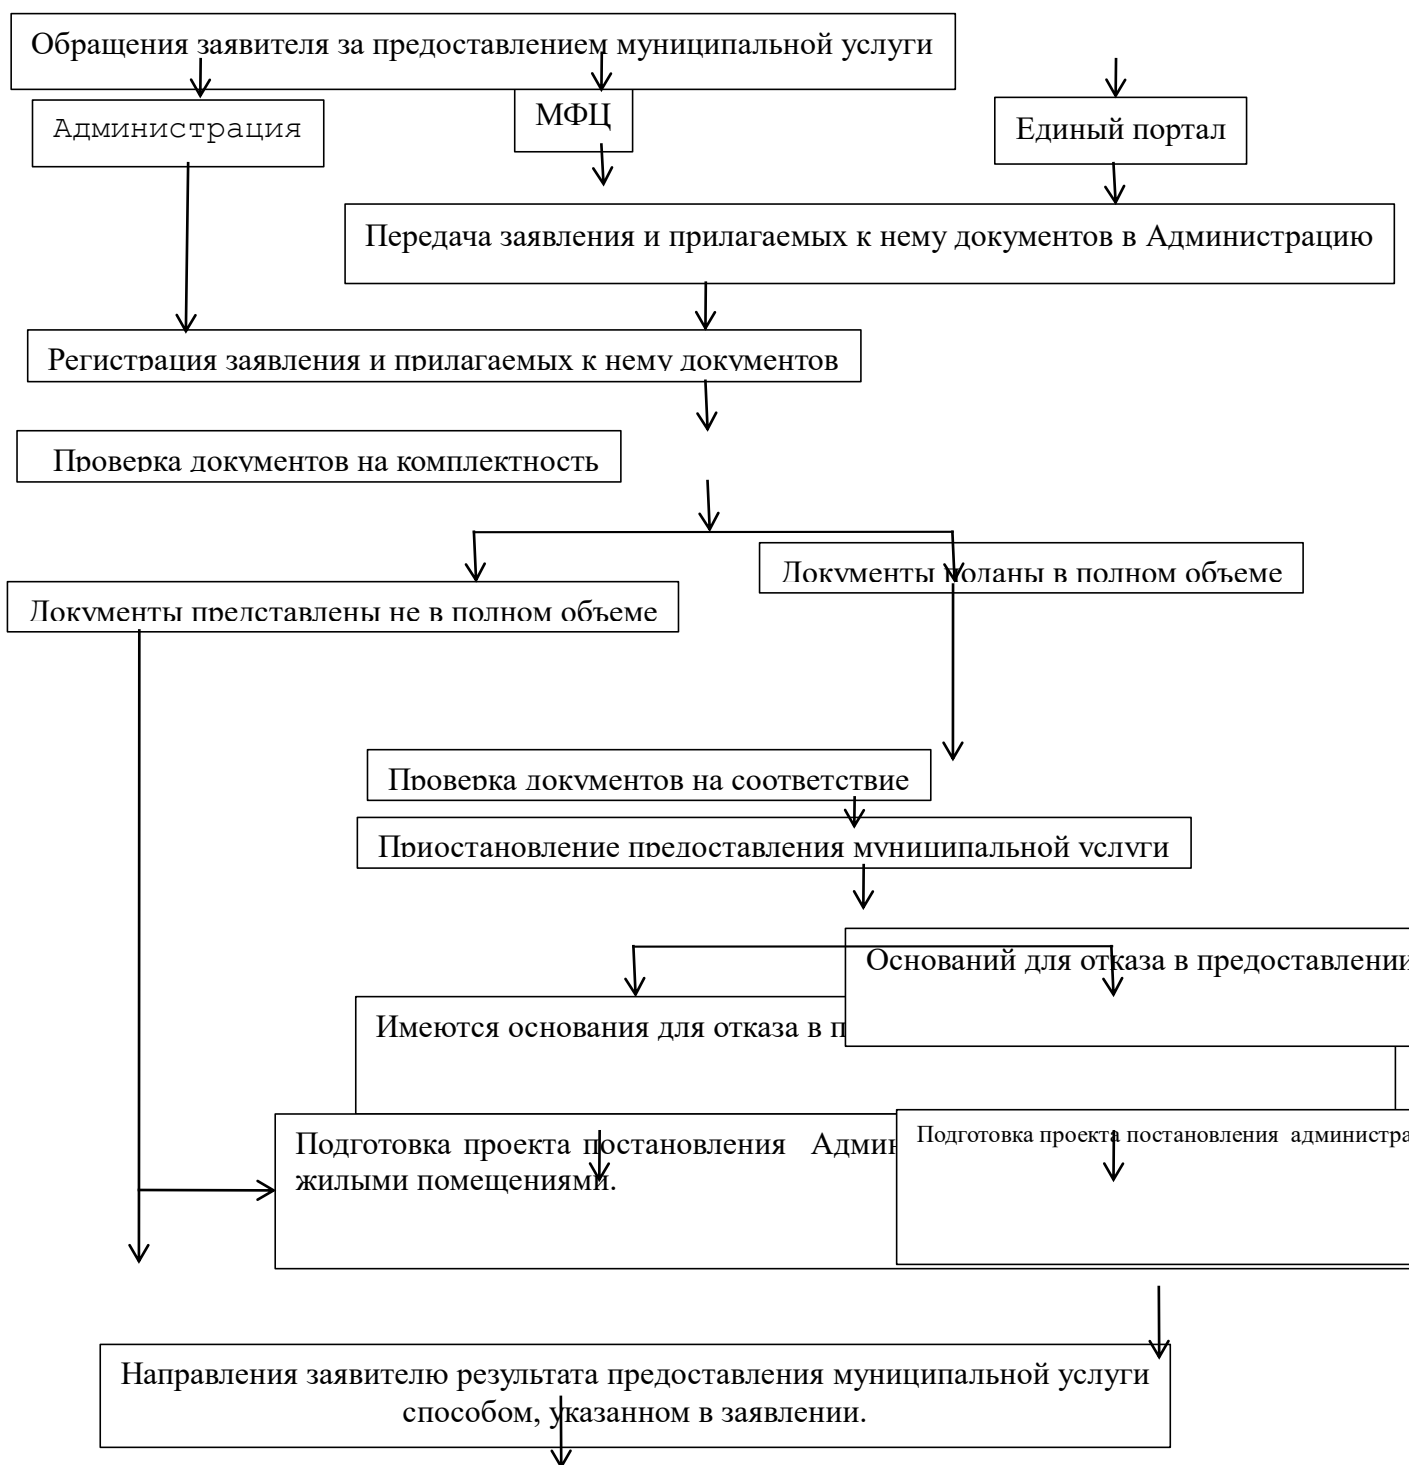 Обращения заявителя за предоставлением муниципальной услуги
Администрация
МФЦ
Единый портал
Передача заявления и прилагаемых к нему документов в Администрацию
Регистрация заявления и прилагаемых к нему документов
Проверка документов на комплектность
Документы поданы в полном объеме
Документы представлены не в полном объеме
Проверка документов на соответствие
Приостановление предоставления муниципальной услуги
Оснований для отказа в предоставлении
Имеются основания для отказа в п
Подготовка проекта постановления Админ
жилыми помещениями.
Подготовка проекта постановления администра
Направления заявителю результата предоставления муниципальной услуги
способом, указанном в заявлении.